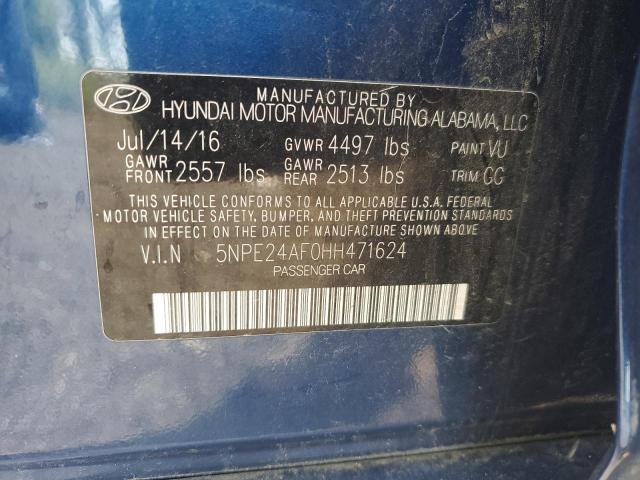 MANUFACTURED BY
HYUNDAI MOTOR MANUFACTURING ALABAMA, LLC
Jul/14/16 GVWR 4497 lbs PAINT VU
GAWR FRONT 2557 lbs GAWR REAR 2513 lbs TRIM GG
THIS VEHICLE CONFORMS TO ALL APPLICABLE U.S.A. FEDERAL
MOTOR VEHICLE SAFETY, BUMPER, AND THEFT PREVENTION STANDARDS
IN EFFECT ON THE DATE OF MANUFACTURE SHOWN ABOVE.
V.I.N 5NPE24AF0HH471624
PASSENGER CAR